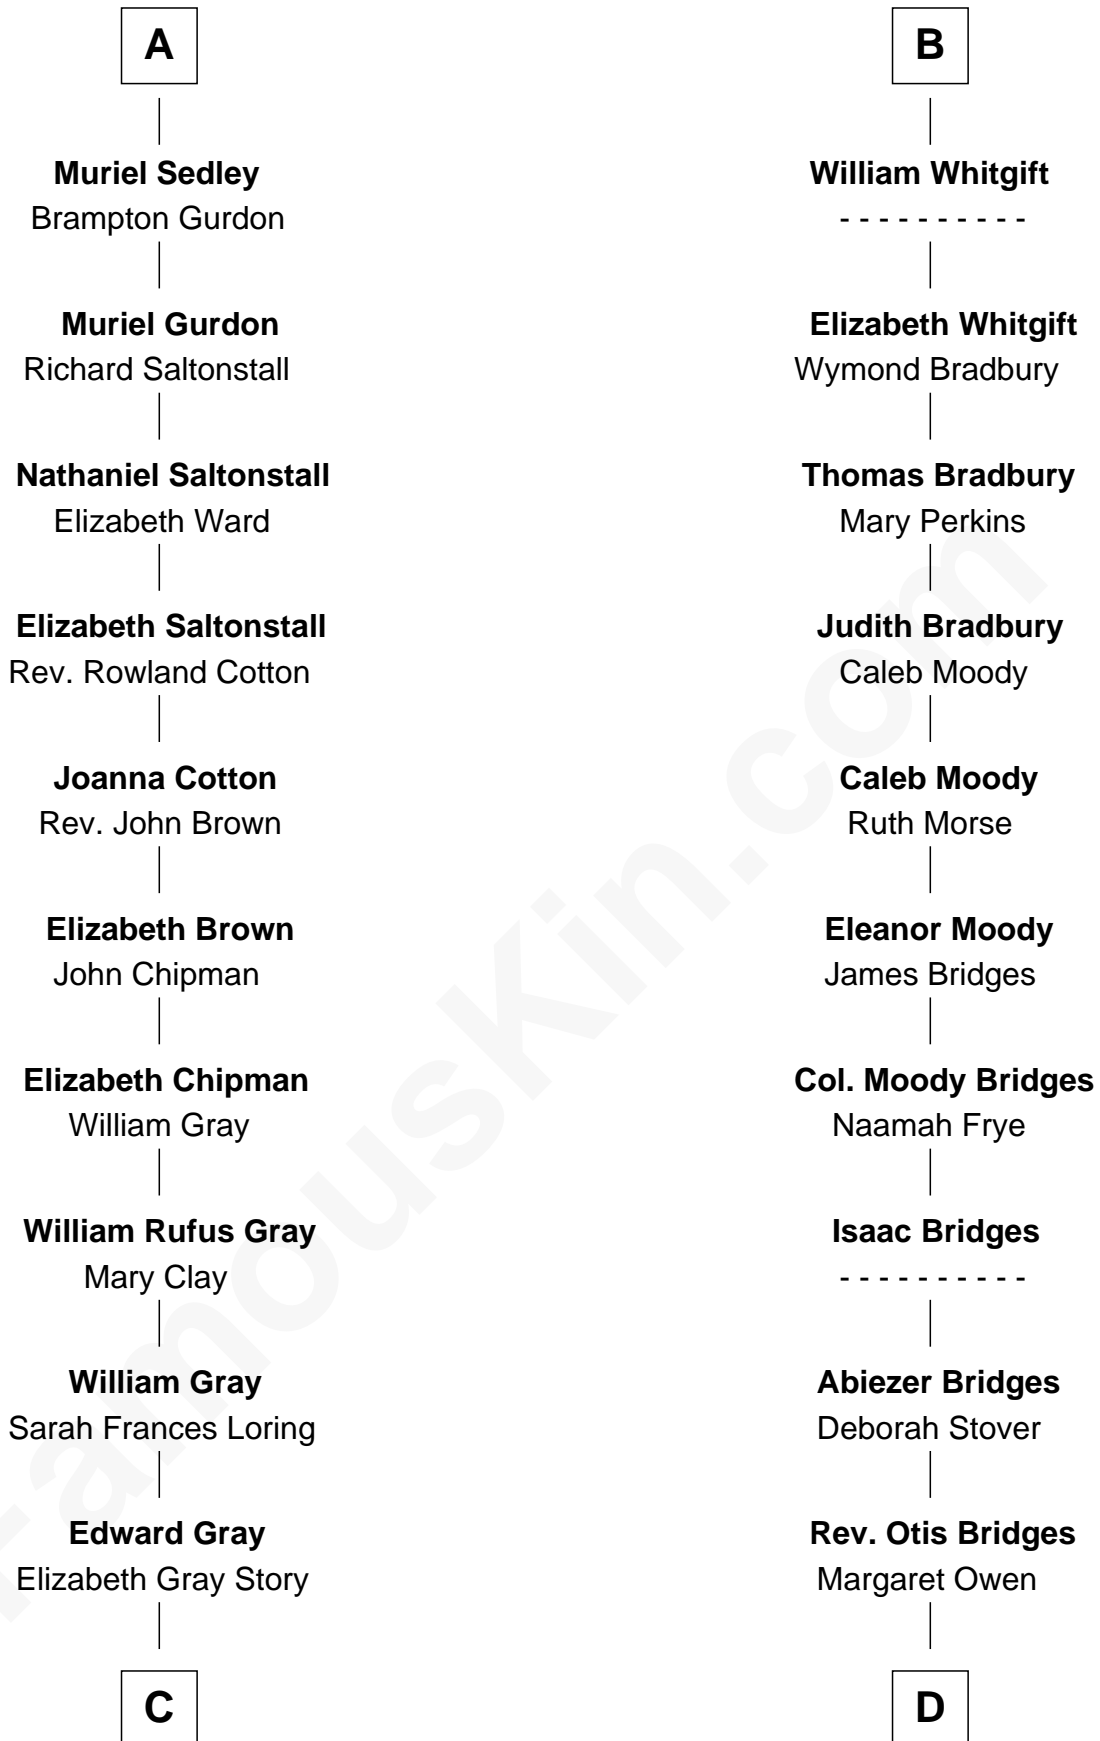 A
Muriel Sedley
Brampton Gurdon
Muriel Gurdon
Richard Saltonstall
Nathaniel Saltonstall
Elizabeth Ward
Elizabeth Saltonstall
Rev. Rowland Cotton
Joanna Cotton
Rev. John Brown
Elizabeth Brown
John Chipman
Elizabeth Chipman
William Gray
William Rufus Gray
Mary Clay
William Gray
Sarah Frances Loring
Edward Gray
Elizabeth Gray Story
C
B
William Whitgift
- - - - - - - - - -
Elizabeth Whitgift
Wymond Bradbury
Thomas Bradbury
Mary Perkins
Judith Bradbury
Caleb Moody
Caleb Moody
Ruth Morse
Eleanor Moody
James Bridges
Col. Moody Bridges
Naamah Frye
Isaac Bridges
- - - - - - - - - -
Abiezer Bridges
Deborah Stover
Rev. Otis Bridges
Margaret Owen
D
FamousKin.com